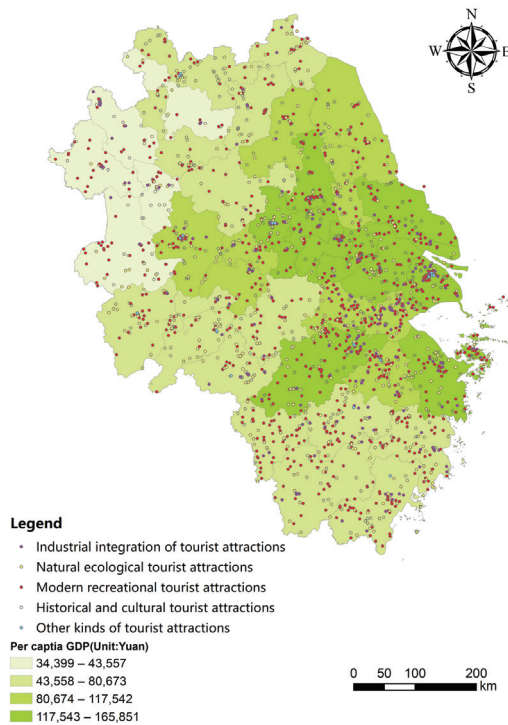 N
W E
S
Legend
Industrial integration of tourist attractions
Natural ecological tourist attractions
Modern recreational tourist attractions
Historical and cultural tourist attractions
Other kinds of tourist attractions
Per captia GDP(Unit:Yuan)
34,399 – 43,557
43,558 – 80,673
80,674 – 117,542
117,543 – 165,851
0 50 100 200
km